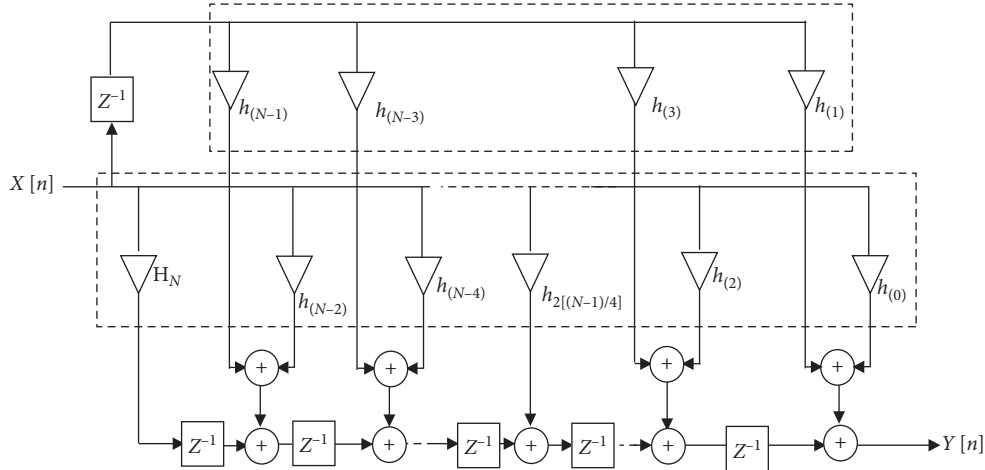 Z⁻¹
h(N–1)
h(N–3)
h(3)
h(1)
X [n]
H_N
h(N–2)
h(N–4)
h2[(N–1)/4]
h(2)
h(0)
+
+
+
+
Z⁻¹
+
Z⁻¹
+
Z⁻¹
+
Z⁻¹
+
Z⁻¹
+
Y [n]